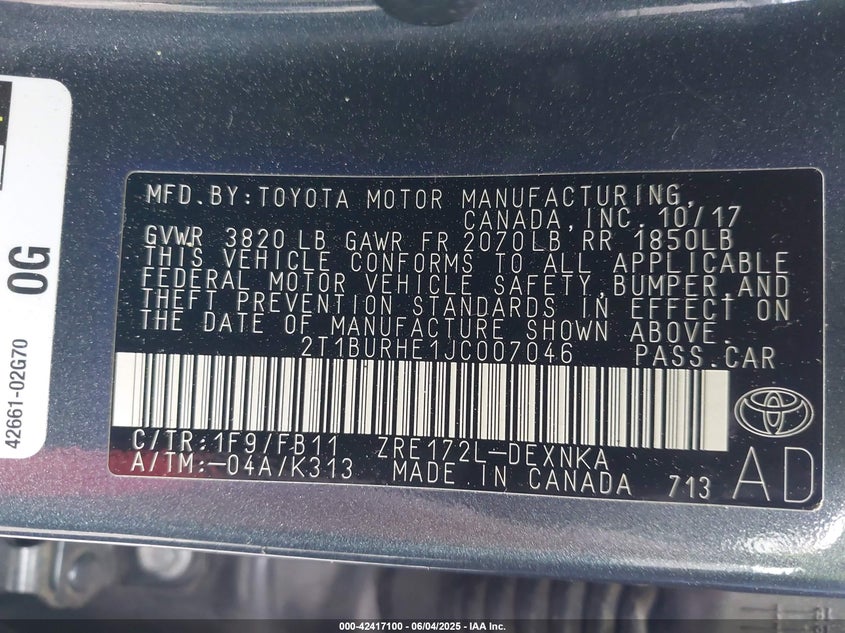 MFD.BY:TOYOTA MOTOR MANUFACTURING,
CANADA,INC. 10/17
GVWR 3820 LB GAWR FR 2070LB RR 1850LB
THIS VEHICLE CONFORMS TO ALL APPLICABLE
FEDERAL MOTOR VEHICLE SAFETY,BUMPER,AND
THEFT PREVENTION STANDARDS IN EFFECT ON
THE DATE OF MANUFACTURE SHOWN ABOVE.
2T1BURHE1JC007046 PASS.CAR
C/TR:1F9/FB11 ZRE172L-DEXNKA
A/TM:-04A/K313 MADE IN CANADA 713
AD
42661-02G70
0G
000-42417100 - 06/04/2025 - IAA Inc.